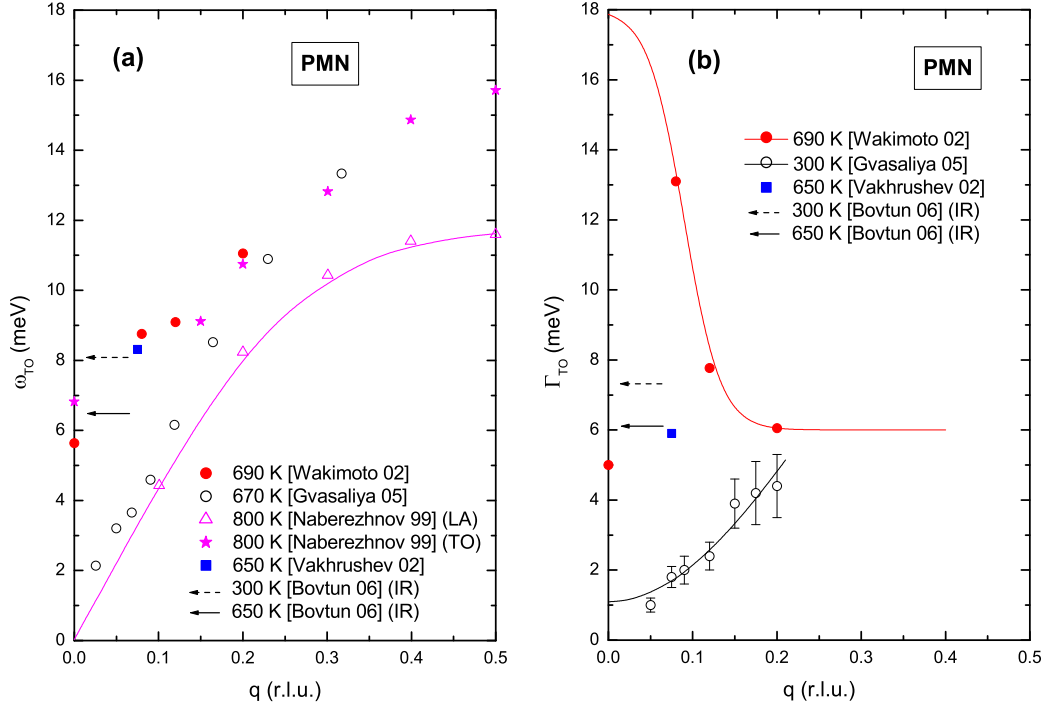 (a)
PMN
18
16
14
12
10
8
6
4
2
0
ω_TO (meV)
690 K [Wakimoto 02]
670 K [Gvasaliya 05]
800 K [Naberezhnov 99] (LA)
800 K [Naberezhnov 99] (TO)
650 K [Vakhrushev 02]
300 K [Bovtun 06] (IR)
650 K [Bovtun 06] (IR)
0.0 0.1 0.2 0.3 0.4 0.5
q (r.l.u.)
(b)
PMN
18
16
14
12
10
8
6
4
2
0
Γ_TO (meV)
690 K [Wakimoto 02]
300 K [Gvasaliya 05]
650 K [Vakhrushev 02]
300 K [Bovtun 06] (IR)
650 K [Bovtun 06] (IR)
0.0 0.1 0.2 0.3 0.4 0.5
q (r.l.u.)